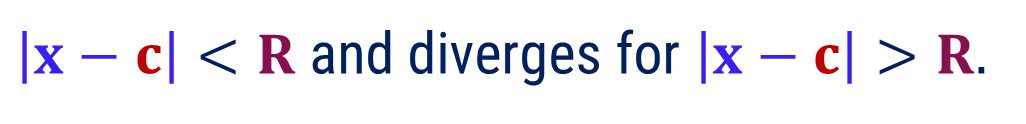 |x − c| < R and diverges for |x − c| > R.